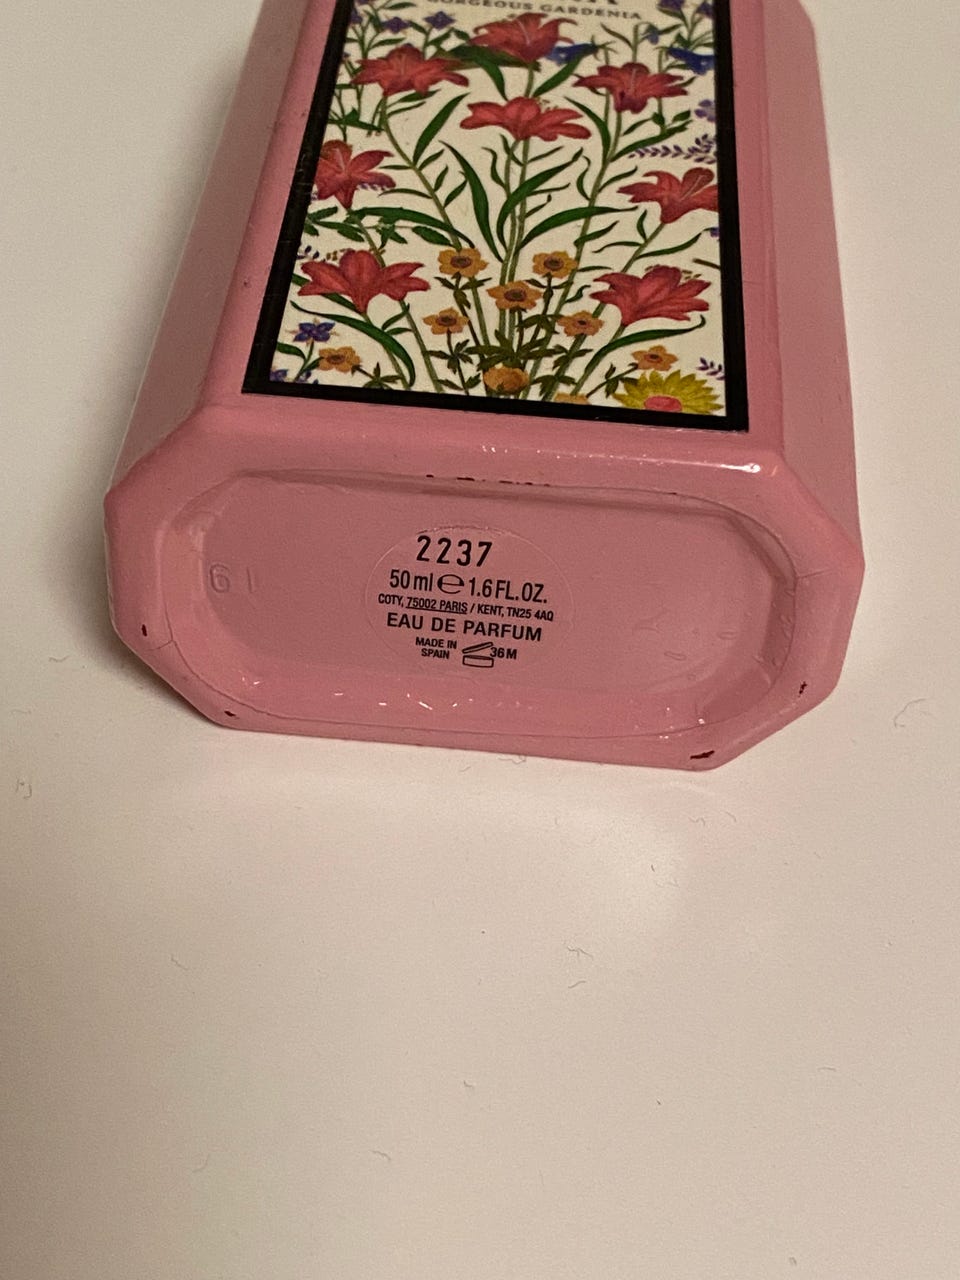 GORGEOUS GARDENIA
2237
50 ml ℮ 1.6 FL. OZ.
COTY, 75002 PARIS / KENT, TN25 4AQ
EAU DE PARFUM
MADE IN
SPAIN
36 M